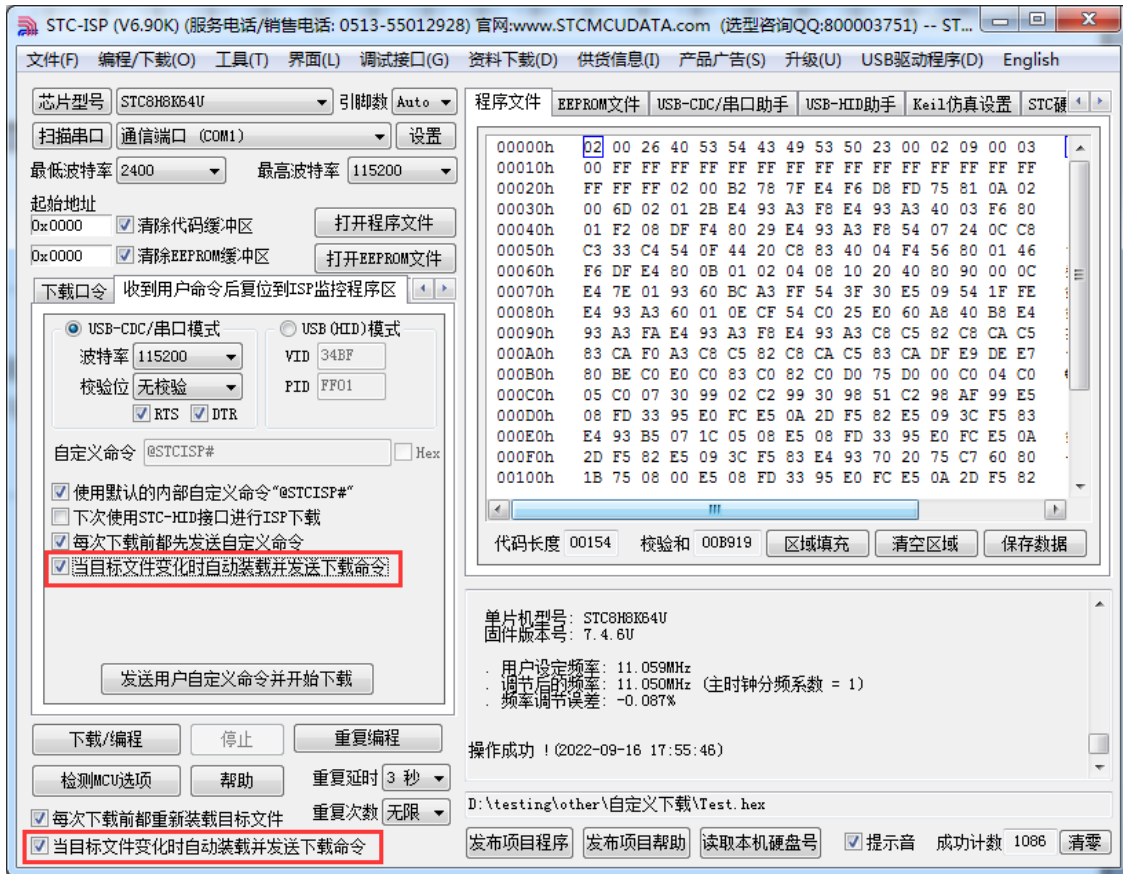 STC-ISP (V6.90K) (服务电话/销售电话: 0513-55012928) 官网:www.STCMCUDATA.com (选型咨询QQ:800003751) -- ST...
文件(F) 编程/下载(O) 工具(T) 界面(L) 调试接口(G) 资料下载(D) 供货信息(I) 产品广告(S) 升级(U) USB驱动程序(D) English
芯片型号 STC8H8K64U 引脚数 Auto
扫描串口 通信端口 (COM1) 设置
最低波特率 2400 最高波特率 115200
起始地址
0x0000 清除代码缓冲区 打开程序文件
0x0000 清除EEPROM缓冲区 打开EEPROM文件
下载口令 收到用户命令后复位到ISP监控程序区
USB-CDC/串口模式 USB(HID)模式
波特率 115200 VID 34BF
校验位 无校验 PID FF01
RTS DTR
自定义命令 @STCISP# Hex
使用默认的内部自定义命令“@STCISP#”
下次使用STC-HID接口进行ISP下载
每次下载前都先发送自定义命令
当目标文件变化时自动装载并发送下载命令
发送用户自定义命令并开始下载
下载/编程 停止 重复编程
检测MCU选项 帮助 重复延时 3 秒
每次下载前都重新装载目标文件 重复次数 无限
当目标文件变化时自动装载并发送下载命令
程序文件 EEPROM文件 USB-CDC/串口助手 USB-HID助手 Keil仿真设置 STC硬
00000h 02 00 26 40 53 54 43 49 53 50 23 00 02 09 00 03
00010h 00 FF FF FF FF FF FF FF FF FF FF FF FF FF FF FF
00020h FF FF FF 02 00 B2 78 7F E4 F6 D8 FD 75 81 0A 02
00030h 00 6D 02 01 2B E4 93 A3 F8 E4 93 A3 40 03 F6 80
00040h 01 F2 08 DF F4 80 29 E4 93 A3 F8 54 07 24 0C C8
00050h C3 33 C4 54 0F 44 20 C8 83 40 04 F4 56 80 01 46
00060h F6 DF E4 80 0B 01 02 04 08 10 20 40 80 90 00 0C
00070h E4 7E 01 93 60 BC A3 FF 54 3F 30 E5 09 54 1F FE
00080h E4 93 A3 60 01 0E CF 54 C0 25 E0 60 A8 40 B8 E4
00090h 93 A3 FA E4 93 A3 F8 E4 93 A3 C8 C5 82 C8 CA C5
000A0h 83 CA F0 A3 C8 C5 82 C8 CA C5 83 CA DF E9 DE E7
000B0h 80 BE C0 E0 C0 83 C0 82 C0 D0 75 D0 00 C0 04 C0
000C0h 05 C0 07 30 99 02 C2 99 30 98 51 C2 98 AF 99 E5
000D0h 08 FD 33 95 E0 FC E5 0A 2D F5 82 E5 09 3C F5 83
000E0h E4 93 B5 07 1C 05 08 E5 08 FD 33 95 E0 FC E5 0A
000F0h 2D F5 82 E5 09 3C F5 83 E4 93 70 20 75 C7 60 80
00100h 1B 75 08 00 E5 08 FD 33 95 E0 FC E5 0A 2D F5 82
代码长度 00154 校验和 00B919 区域填充 清空区域 保存数据
单片机型号: STC8H8K64U
固件版本号: 7.4.6U
. 用户设定频率: 11.059MHz
. 调节后的频率: 11.050MHz (主时钟分频系数 = 1)
. 频率调节误差: -0.087%
操作成功 !(2022-09-16 17:55:46)
D:\testing\other\自定义下载\Test.hex
发布项目程序 发布项目帮助 读取本机硬盘号 提示音 成功计数 1086 清零